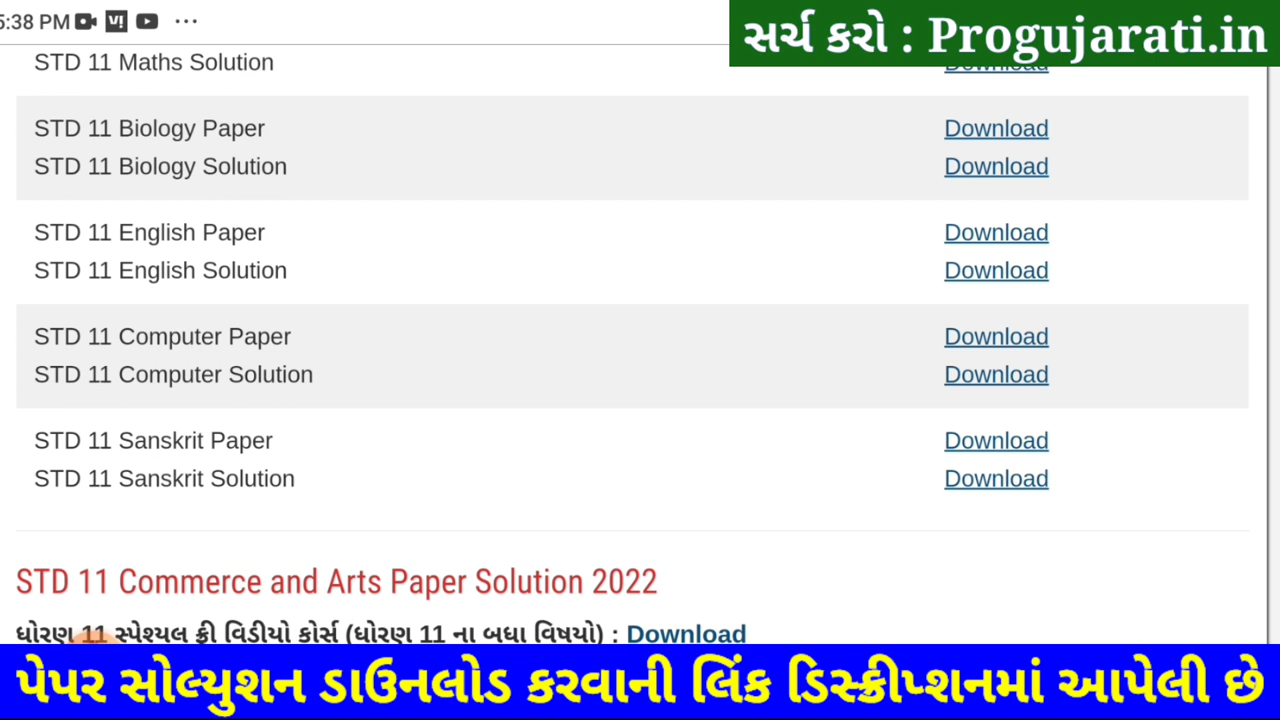 5:38 PM
સર્ચ કરો : Progujarati.in
STD 11 Maths Solution Download
STD 11 Biology Paper Download
STD 11 Biology Solution Download
STD 11 English Paper Download
STD 11 English Solution Download
STD 11 Computer Paper Download
STD 11 Computer Solution Download
STD 11 Sanskrit Paper Download
STD 11 Sanskrit Solution Download
STD 11 Commerce and Arts Paper Solution 2022
ધોરણ 11 સ્પેશ્યલ ફ્રી વિડીયો કોર્સ (ધોરણ 11 ના બધા વિષયો) : Download
પેપર સોલ્યુશન ડાઉનલોડ કરવાની લિંક ડિસ્ક્રીપ્શનમાં આપેલી છે